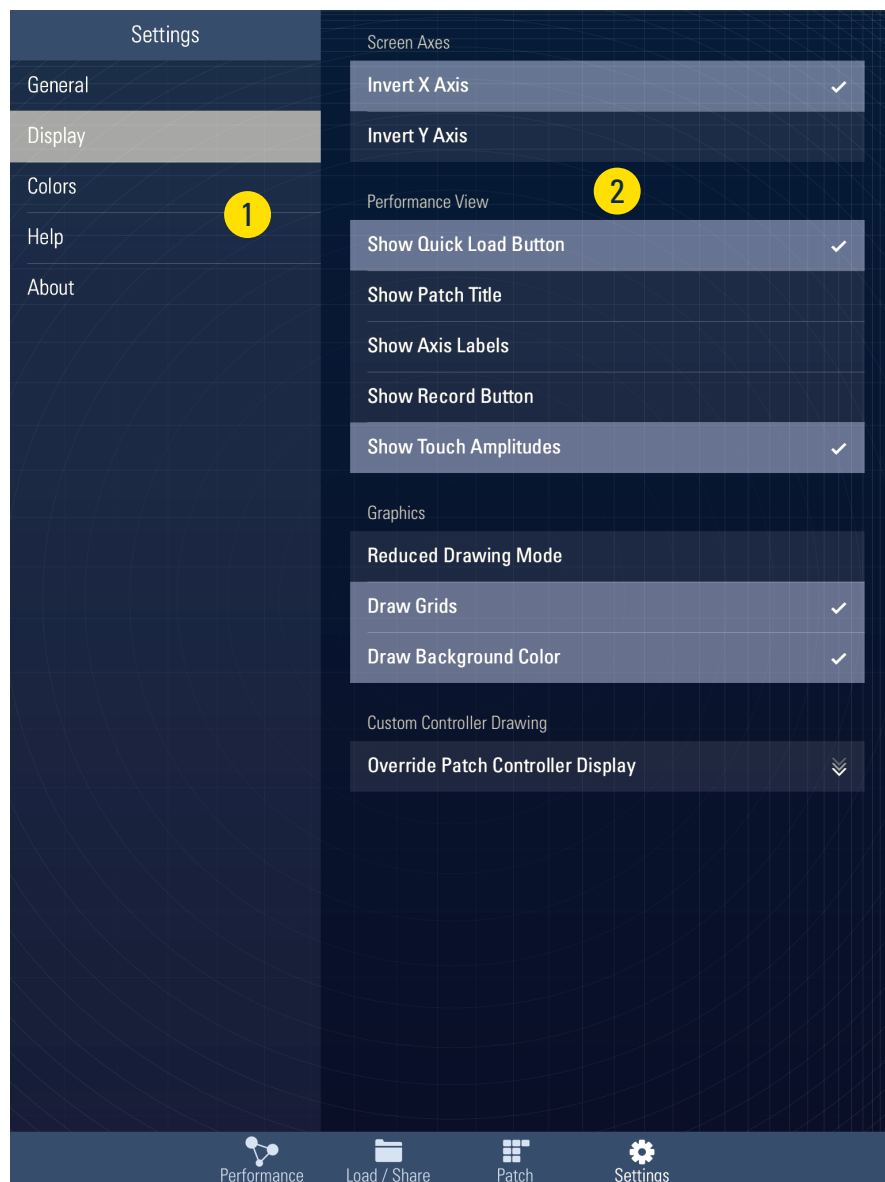 Settings
General
Display
Colors
1
Help
About
Screen Axes
Invert X Axis
Invert Y Axis
2
Performance View
Show Quick Load Button
Show Patch Title
Show Axis Labels
Show Record Button
Show Touch Amplitudes
Graphics
Reduced Drawing Mode
Draw Grids
Draw Background Color
Custom Controller Drawing
Override Patch Controller Display
Performance
Load / Share
Patch
Settings